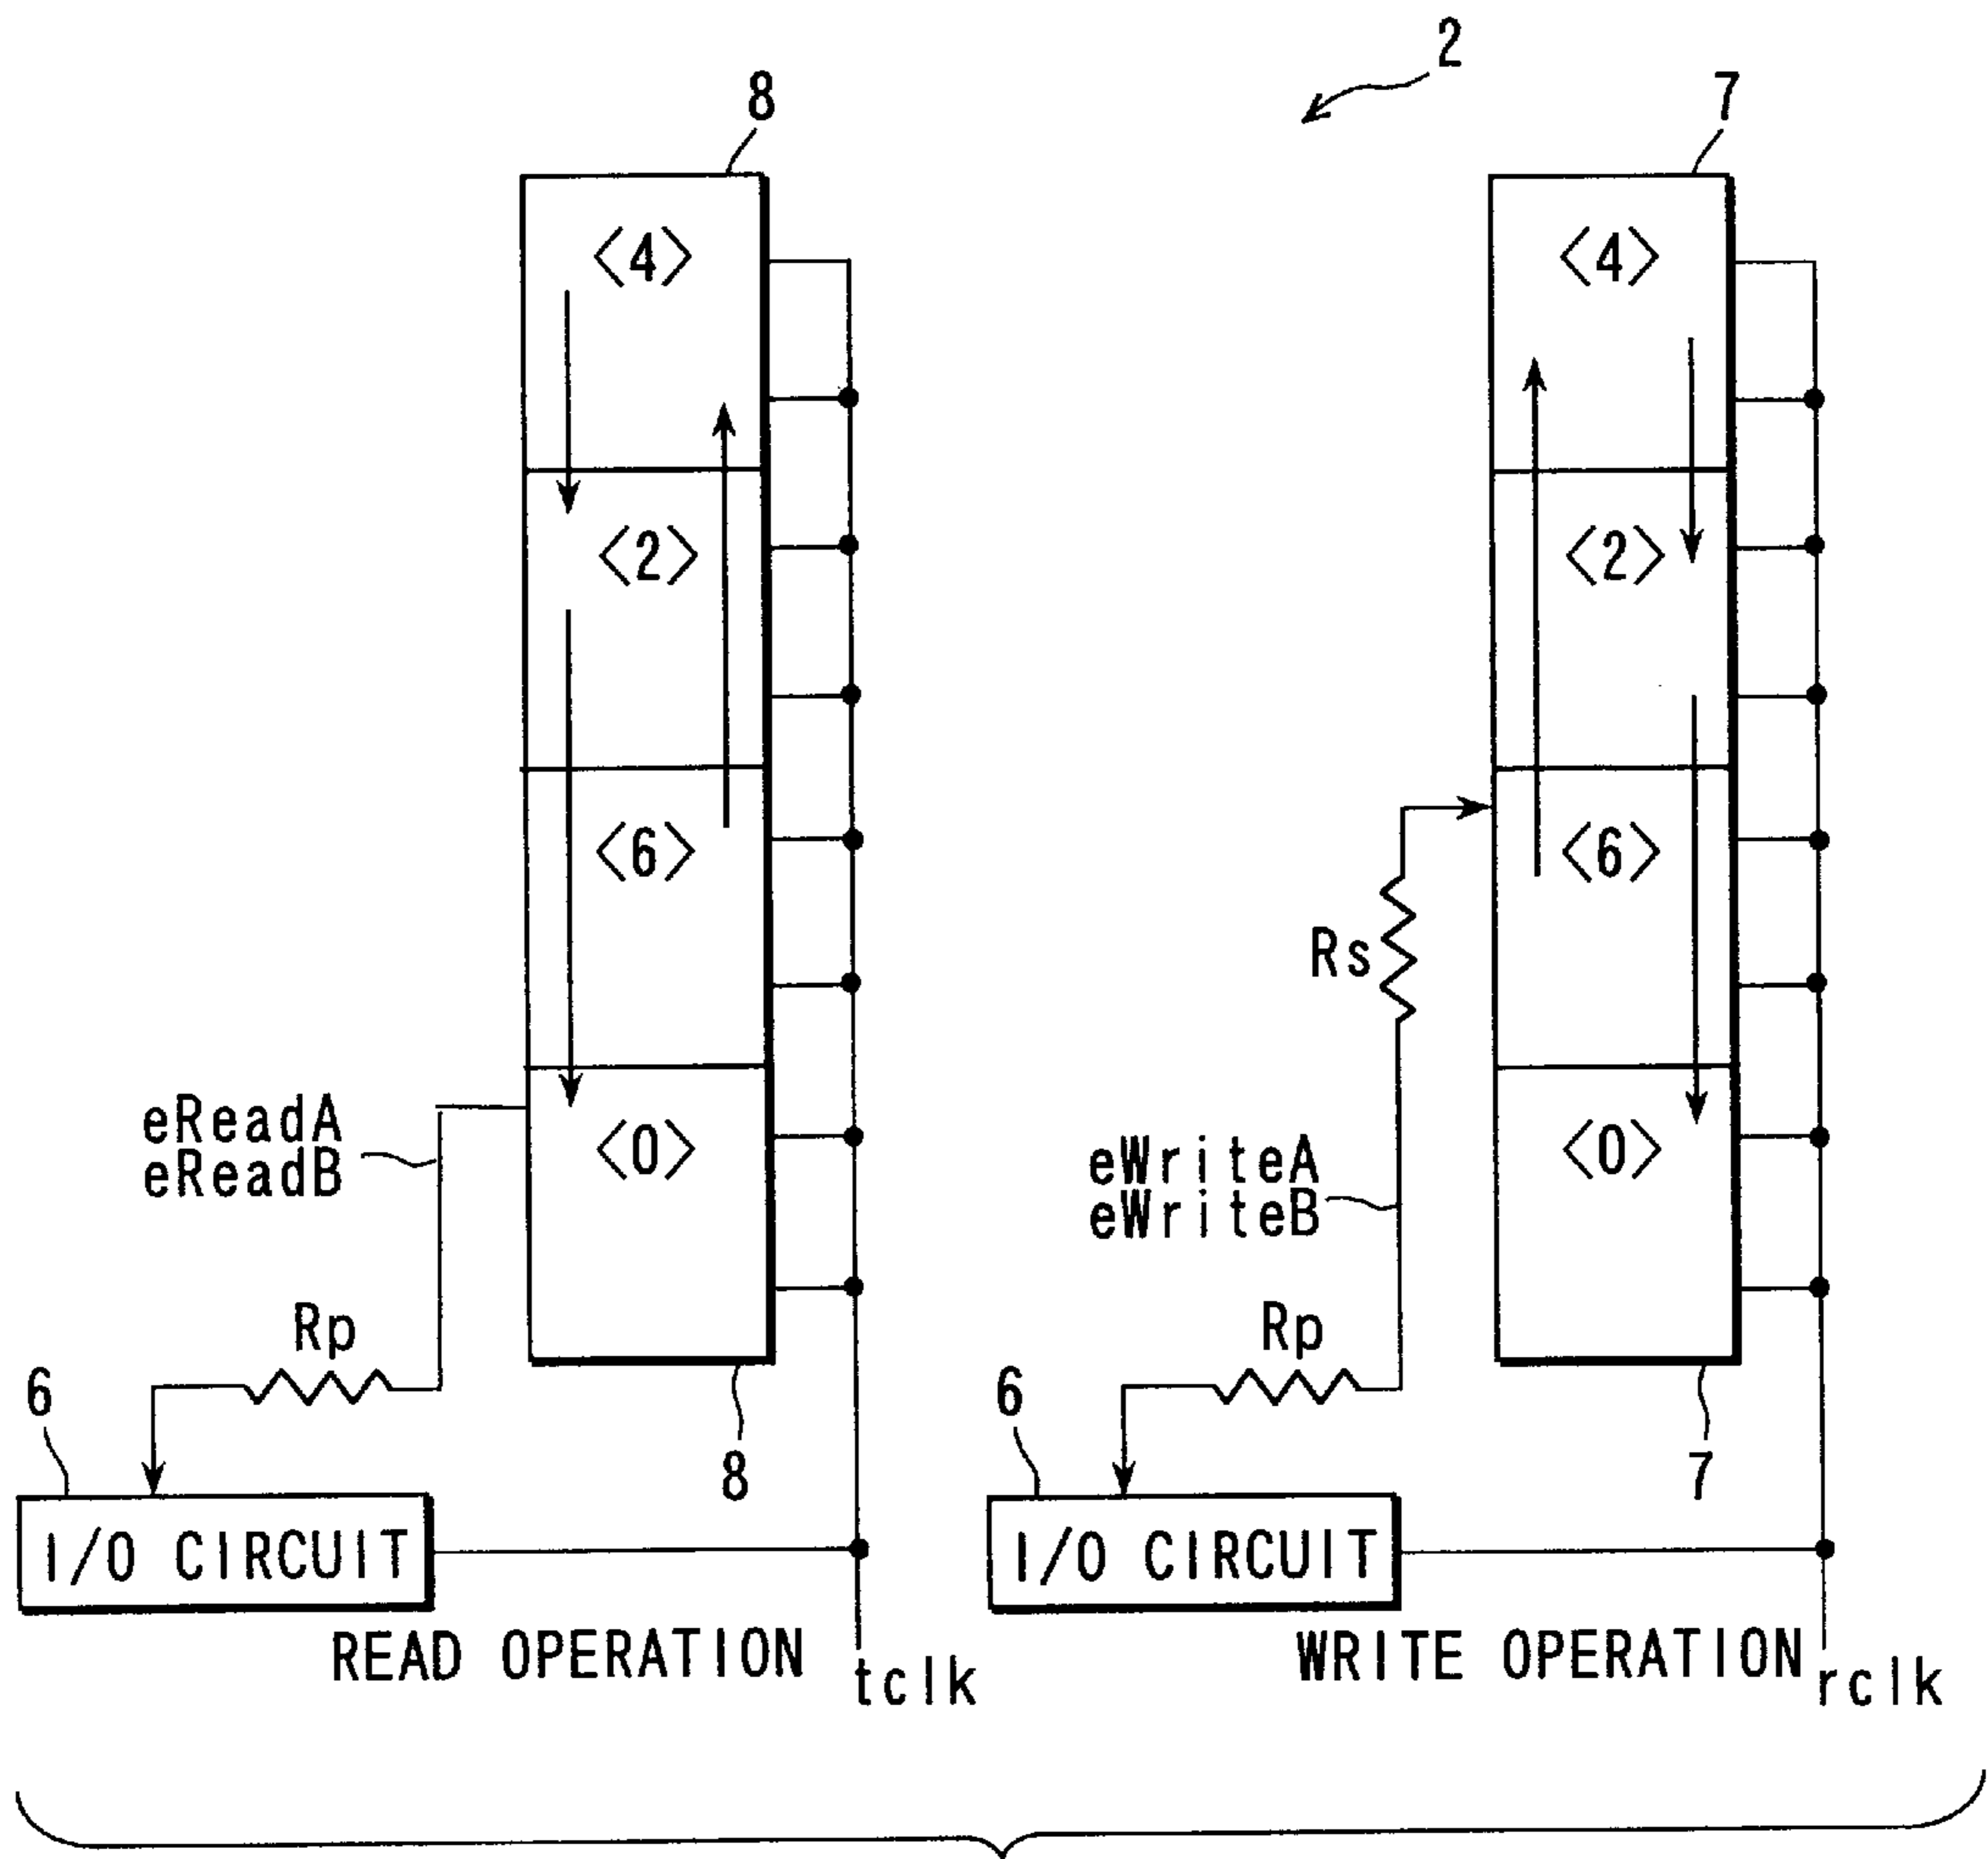 2
8
7
<4>
<4>
<2>
<2>
<6>
<6>
Rs
eReadA
eReadB
<0>
eWriteA
eWriteB
<0>
Rp
Rp
6
6
8
7
I/O CIRCUIT
I/O CIRCUIT
READ OPERATION
tclk
WRITE OPERATION
rclk